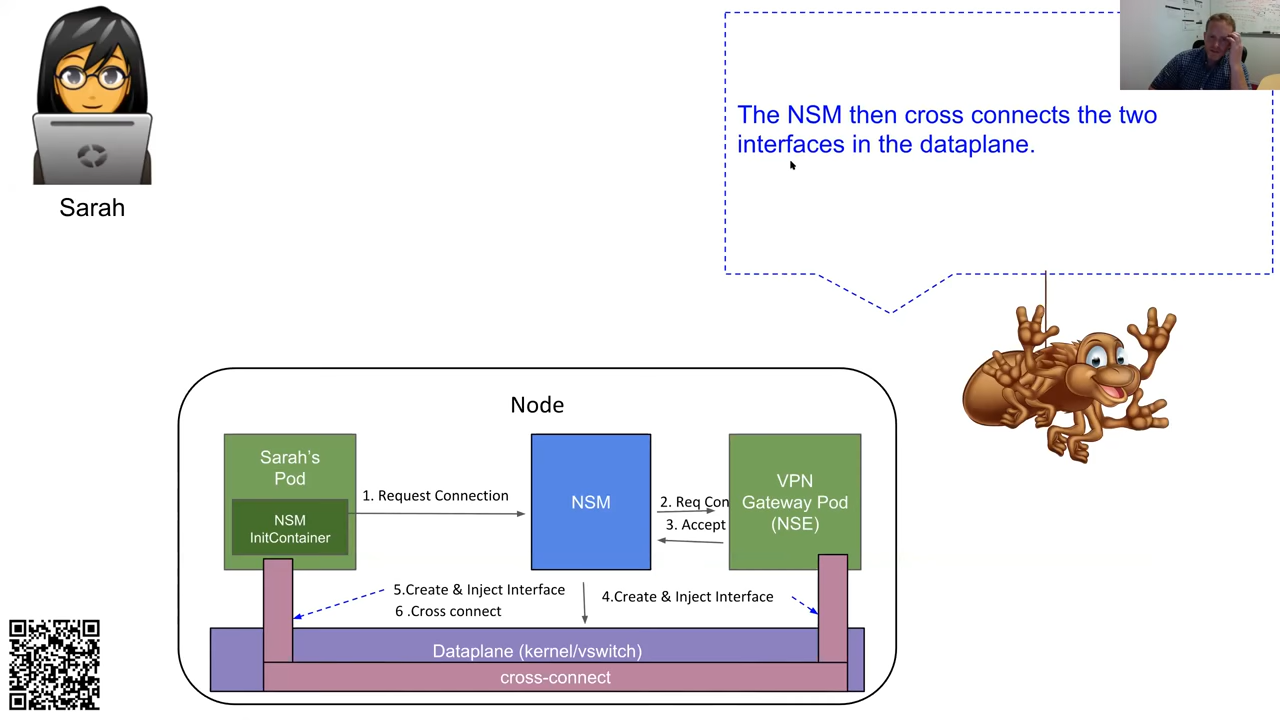 The NSM then cross connects the two
interfaces in the dataplane.
Sarah
Node
Sarah's
Pod
NSM
InitContainer
1. Request Connection
NSM
2. Req Con
3. Accept
VPN
Gateway Pod
(NSE)
5.Create & Inject Interface
6 .Cross connect
4.Create & Inject Interface
Dataplane (kernel/vswitch)
cross-connect